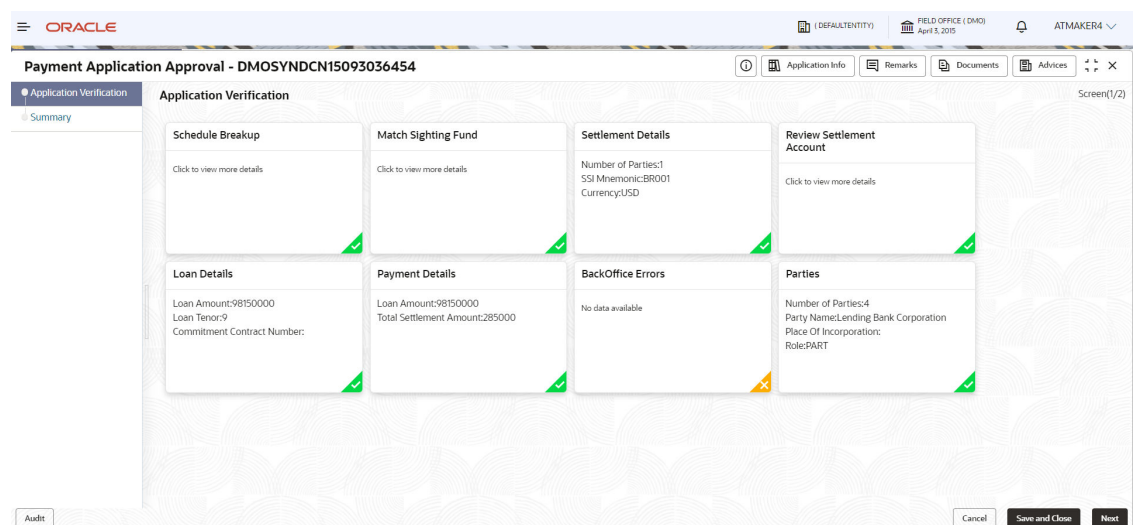 ORACLE
( DEFAULTENTITY)
FIELD OFFICE ( DMO)
April 3, 2015
ATMAKER4
Payment Application Approval - DMOSYNDCN15093036454
Application Info
Remarks
Documents
Advices
Application Verification
Summary
Application Verification
Screen(1/2)
Schedule Breakup
Click to view more details
Match Sighting Fund
Click to view more details
Settlement Details
Number of Parties:1
SSI Mnemonic:BR001
Currency:USD
Review Settlement
Account
Click to view more details
Loan Details
Loan Amount:98150000
Loan Tenor:9
Commitment Contract Number:
Payment Details
Loan Amount:98150000
Total Settlement Amount:285000
BackOffice Errors
No data available
Parties
Number of Parties:4
Party Name:Lending Bank Corporation
Place Of Incorporation:
Role:PART
Audit
Cancel
Save and Close
Next